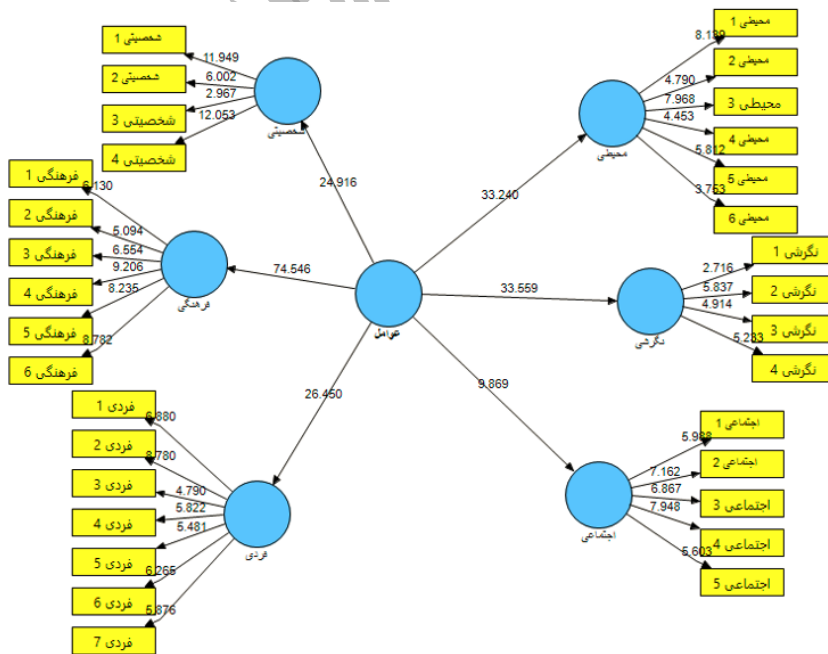 شخصیتی 1
شخصیتی 2
شخصیتی 3
شخصیتی 4
11.949
6.002
2.967
12.053
شخصیتی
24.916
محیطی 1
محیطی 2
محیطی 3
محیطی 4
محیطی 5
محیطی 6
8.139
4.790
7.968
4.453
5.812
3.753
محیطی
33.240
فرهنگی 1
فرهنگی 2
فرهنگی 3
فرهنگی 4
فرهنگی 5
فرهنگی 6
6.130
5.094
6.554
9.206
8.235
8.782
فرهنگی
74.546
عوامل
33.559
نگرشی 1
نگرشی 2
نگرشی 3
نگرشی 4
2.716
5.837
4.914
5.233
نگرشی
26.450
9.869
فردی 1
فردی 2
فردی 3
فردی 4
فردی 5
فردی 6
فردی 7
6.880
8.780
4.790
5.822
5.481
6.265
5.876
فردی
اجتماعی 1
اجتماعی 2
اجتماعی 3
اجتماعی 4
اجتماعی 5
7.162
6.867
7.948
5.603
اجتماعی